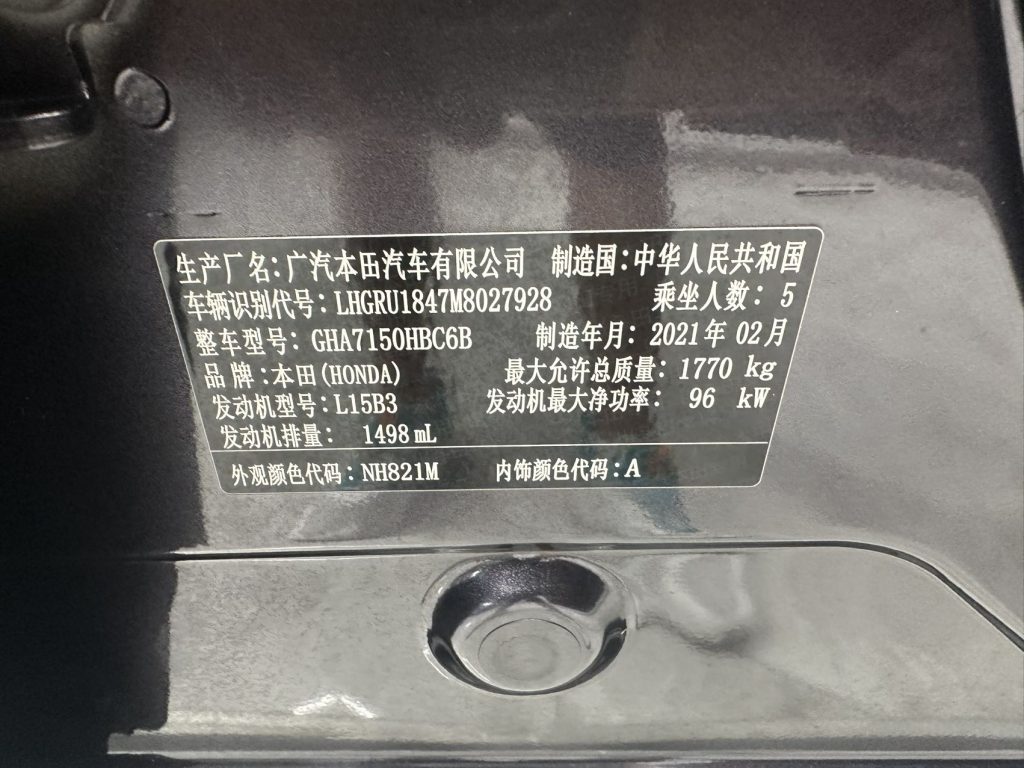 生产厂名：广汽本田汽车有限公司 制造国：中华人民共和国
车辆识别代号：LHGRU1847M8027928 乘坐人数：5
整车型号：GHA7150HBC6B 制造年月：2021年 02月
品牌：本田(HONDA) 最大允许总质量：1770 kg
发动机型号：L15B3 发动机最大净功率：96 kW
发动机排量：1498 mL
外观颜色代码：NH821M 内饰颜色代码：A